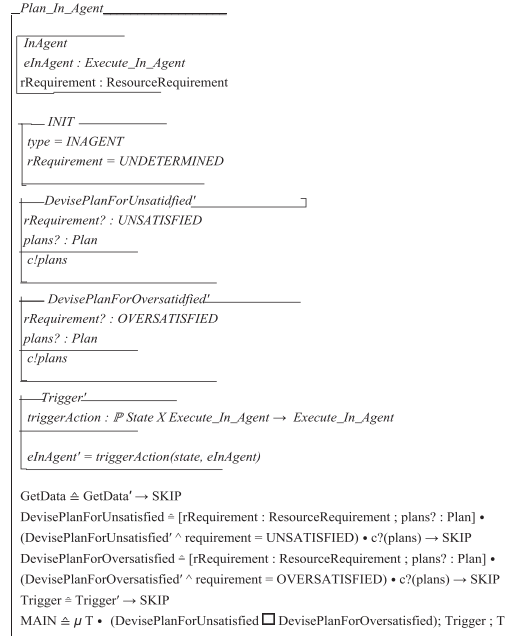 Plan_In_Agent
InAgent
eInAgent : Execute_In_Agent
rRequirement : ResourceRequirement
INIT
type = INAGENT
rRequirement = UNDETERMINED
DevisePlanForUnsatidfied'
rRequirement? : UNSATISFIED
plans? : Plan
c!plans
DevisePlanForOversatidfied'
rRequirement? : OVERSATISFIED
plans? : Plan
c!plans
Trigger'
triggerAction : ℙ State X Execute_In_Agent → Execute_In_Agent
eInAgent' = triggerAction(state, eInAgent)
GetData ≙ GetData′ → SKIP
DevisePlanForUnsatisfied ≙ [rRequirement : ResourceRequirement ; plans? : Plan] •
(DevisePlanForUnsatisfied′ ^ requirement = UNSATISFIED) • c?(plans) → SKIP
DevisePlanForOversatisfied ≙ [rRequirement : ResourceRequirement ; plans? : Plan] •
(DevisePlanForOversatisfied′ ^ requirement = OVERSATISFIED) • c?(plans) → SKIP
Trigger ≙ Trigger′ → SKIP
MAIN ≙ μ T • (DevisePlanForUnsatisfied □ DevisePlanForOversatisfied); Trigger ; T